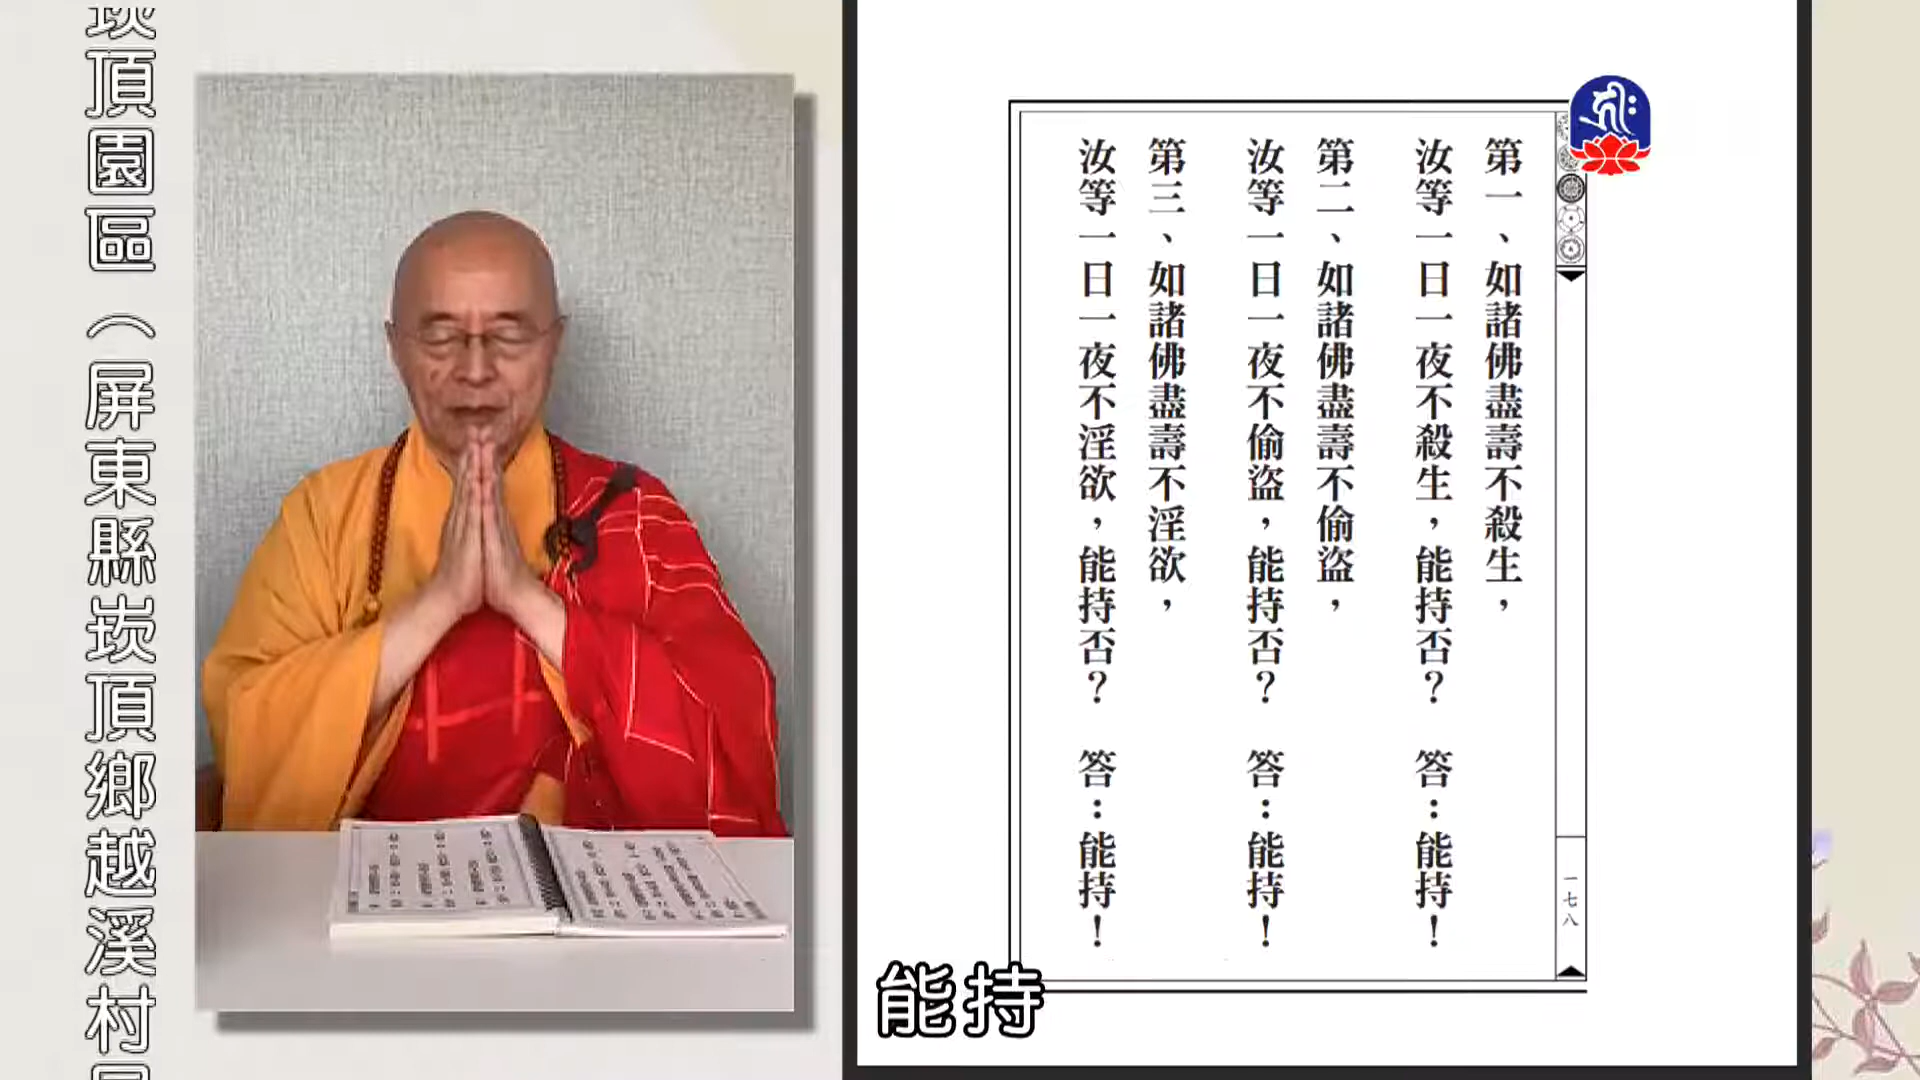 崁頂園區（屏東縣崁頂鄉越溪村
第一、如諸佛盡壽不殺生，
汝等一日一夜不殺生，能持否？　答：能持！
第二、如諸佛盡壽不偷盜，
汝等一日一夜不偷盜，能持否？　答：能持！
第三、如諸佛盡壽不淫欲，
汝等一日一夜不淫欲，能持否？　答：能持！
一七八
能持